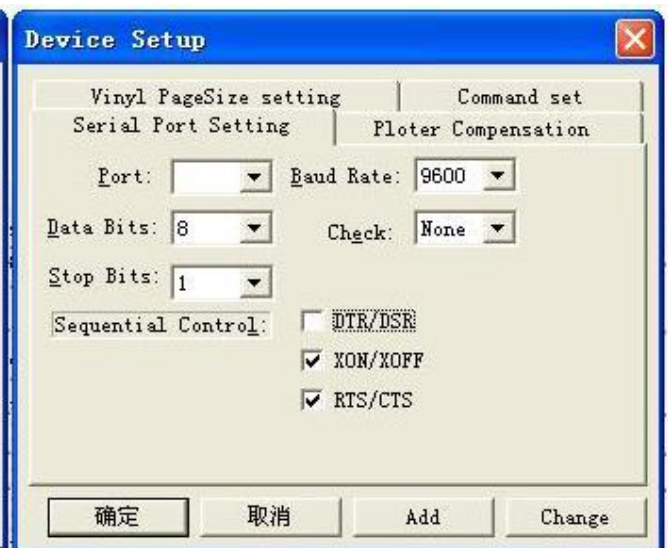 Device Setup
Vinyl PageSize setting Command set
Serial Port Setting Ploter Compensation
Port: Baud Rate: 9600
Data Bits: 8 Check: None
Stop Bits: 1
Sequential Control: DTR/DSR
XON/XOFF
RTS/CTS
确定 取消 Add Change